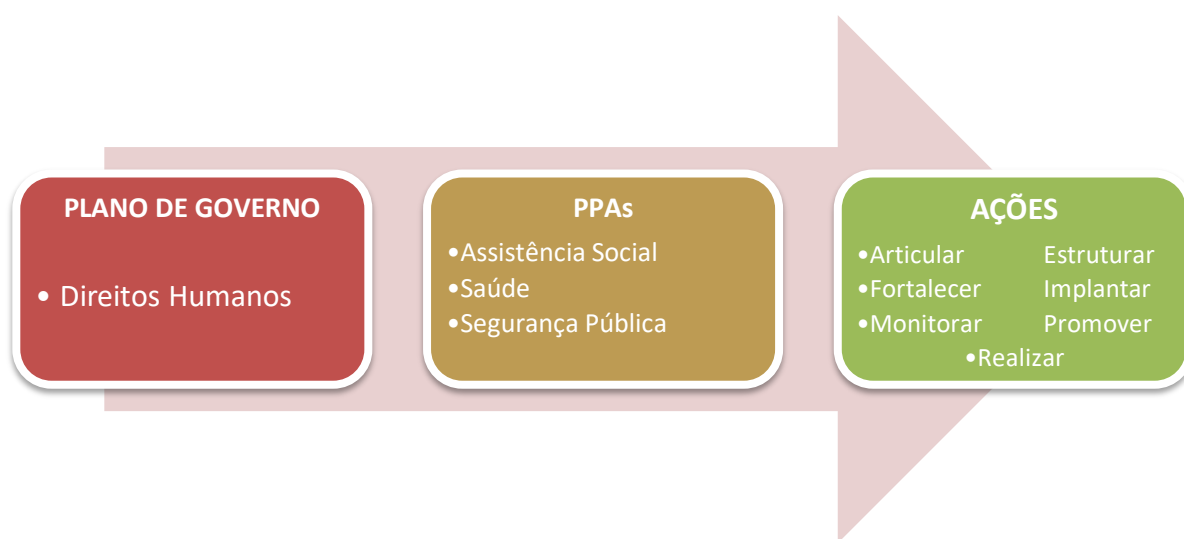 PLANO DE GOVERNO
• Direitos Humanos
PPAs
•Assistência Social
•Saúde
•Segurança Pública
AÇÕES
•Articular Estruturar
•Fortalecer Implantar
•Monitorar Promover
•Realizar